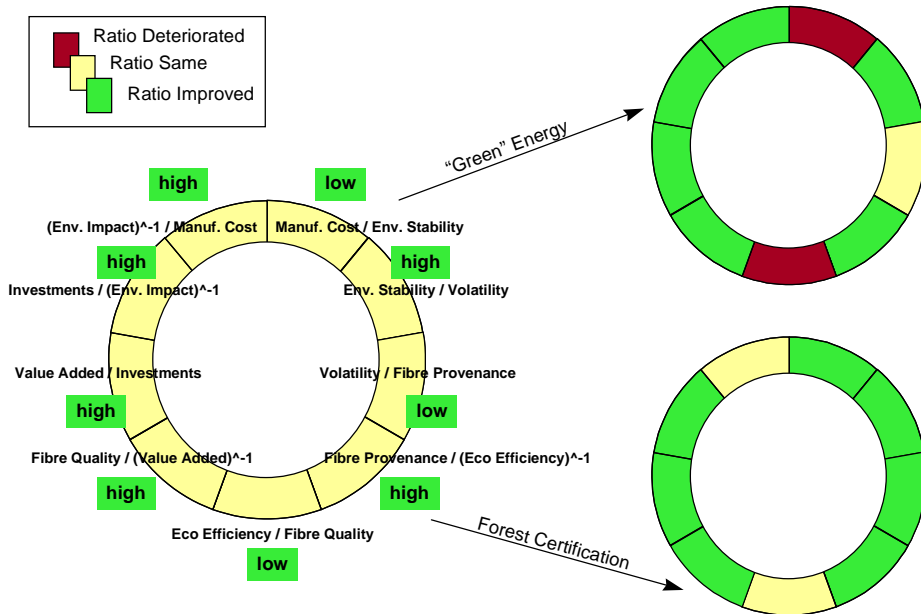 Ratio Deteriorated
Ratio Same
Ratio Improved
“Green” Energy
high
low
(Env. Impact)^-1 / Manuf. Cost
Manuf. Cost / Env. Stability
high
high
Investments / (Env. Impact)^-1
Env. Stability / Volatility
Value Added / Investments
Volatility / Fibre Provenance
high
low
Fibre Quality / (Value Added)^-1
Fibre Provenance / (Eco Efficiency)^-1
high
high
Eco Efficiency / Fibre Quality
low
Forest Certification